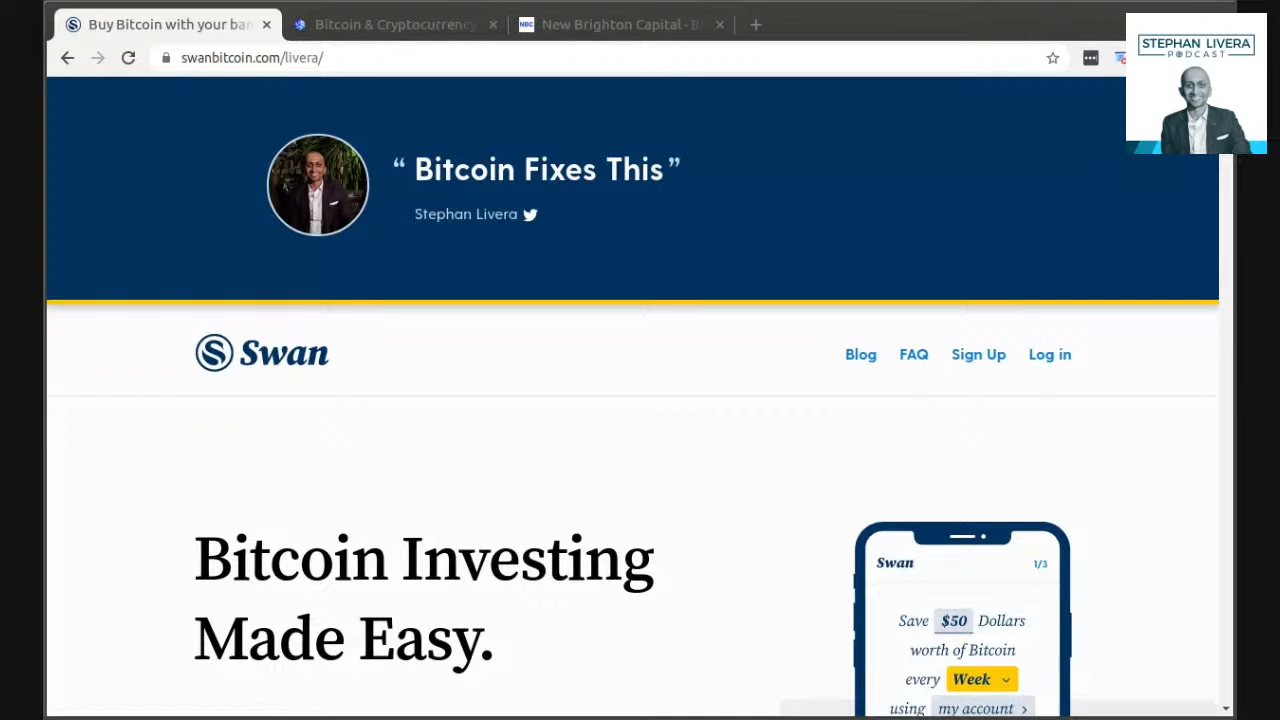 Buy Bitcoin with your ban
Bitcoin & Cryptocurrency
NBC
New Brighton Capital - B
swanbitcoin.com/livera/
STEPHAN LIVERA
PODCAST
“ Bitcoin Fixes This ”
Stephan Livera
S Swan
Blog FAQ Sign Up Log in
Bitcoin Investing
Made Easy.
Swan 1/3
Save $50 Dollars
worth of Bitcoin
every Week
using my account >